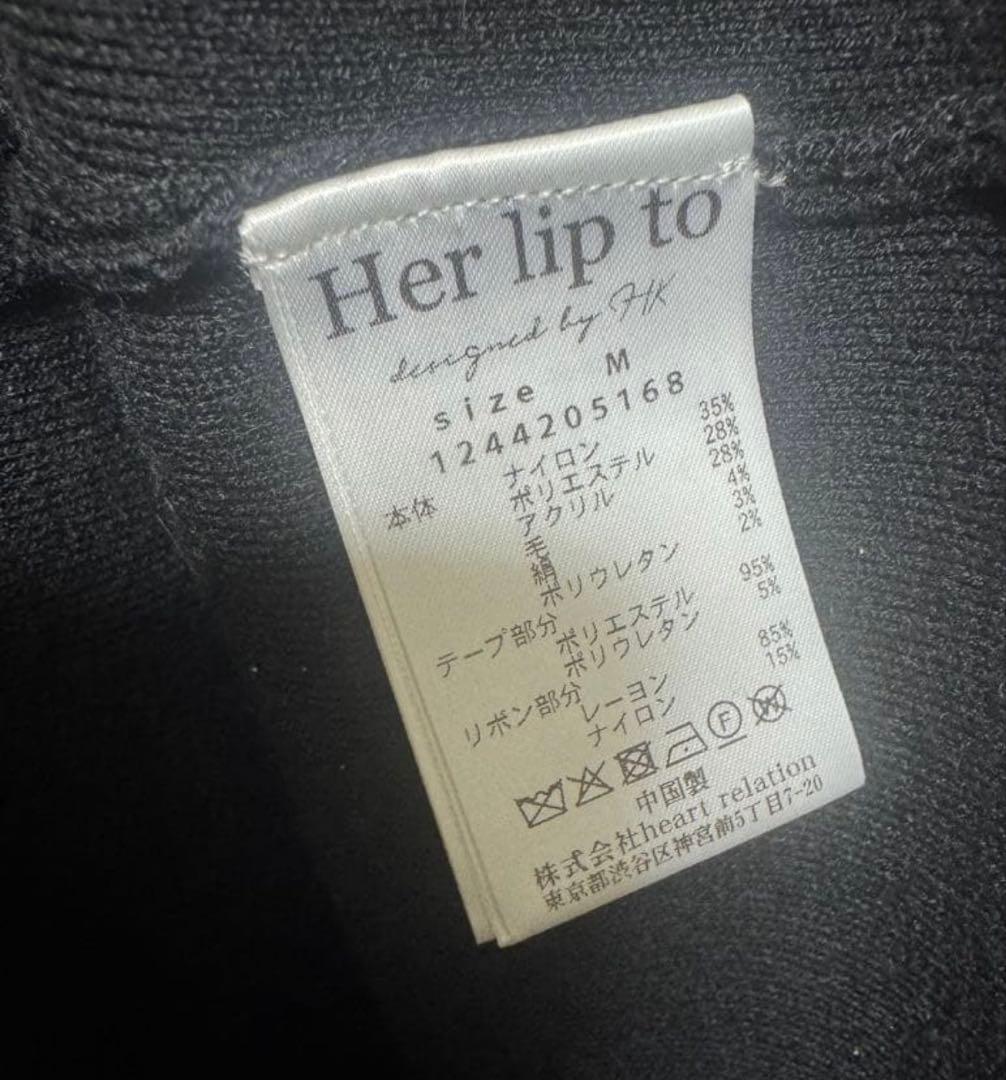 Her lip to
designed by HK
size M
1244205168
本体 ナイロン 35%
ポリエステル 28%
アクリル 28%
毛 4%
絹 3%
ポリウレタン 2%
テープ部分 ポリエステル 95%
ポリウレタン 5%
リボン部分 レーヨン 85%
ナイロン 15%
F W
中国製
株式会社heart relation
東京都渋谷区神宮前5丁目7-20